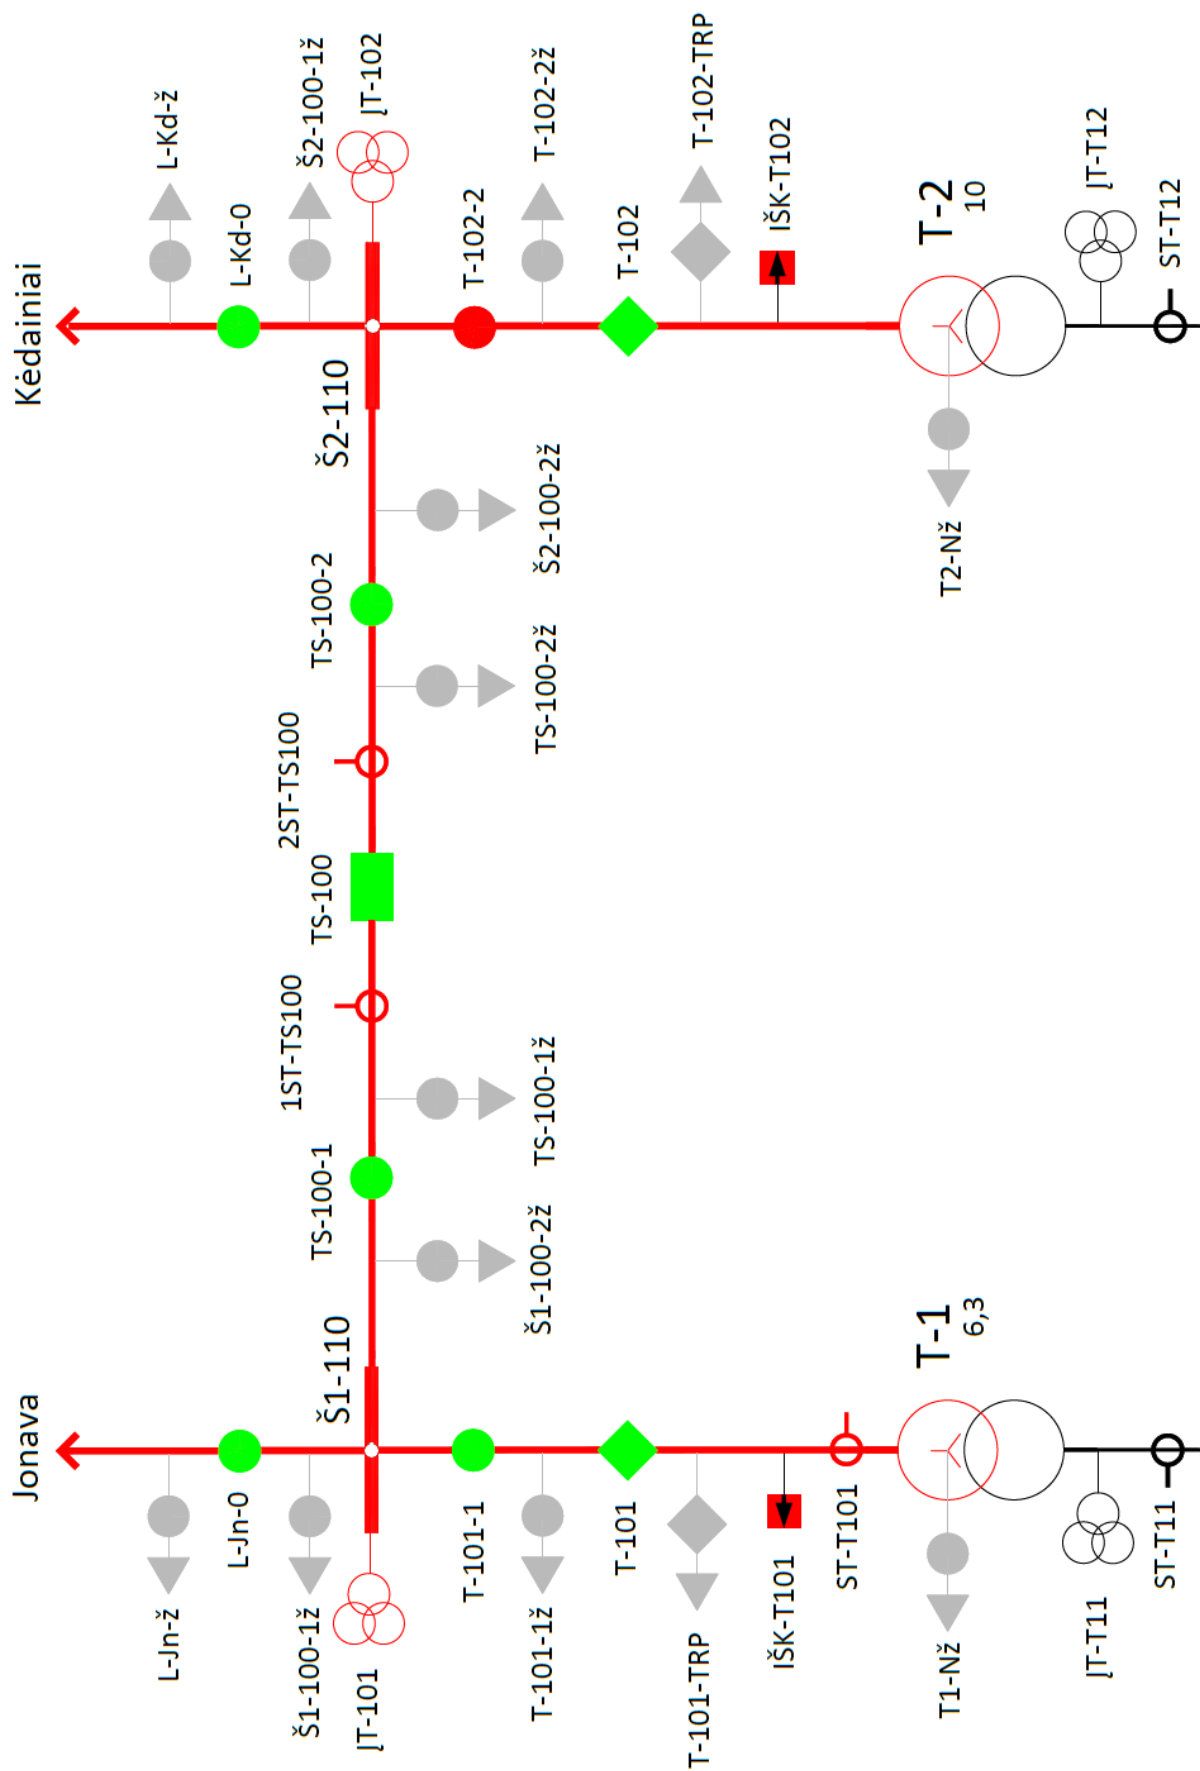 Jonava
Kėdainiai
L-Jn-ž
L-Jn-0
L-Kd-ž
L-Kd-0
Š1-100-1ž
Š1-110
ĮT-101
Š2-100-1ž
Š2-110
ĮT-102
TS-100-1
1ST-TS100
TS-100
2ST-TS100
TS-100-2
Š1-100-2ž
TS-100-1ž
TS-100-2ž
Š2-100-2ž
T-101-1
T-102-2
T-101-1ž
T-102-2ž
T-101
T-102
T-101-TRP
T-102-TRP
IŠK-T101
IŠK-T102
ST-T101
T-1
6,3
T-2
10
T1-Nž
T2-Nž
ĮT-T11
ĮT-T12
ST-T11
ST-T12